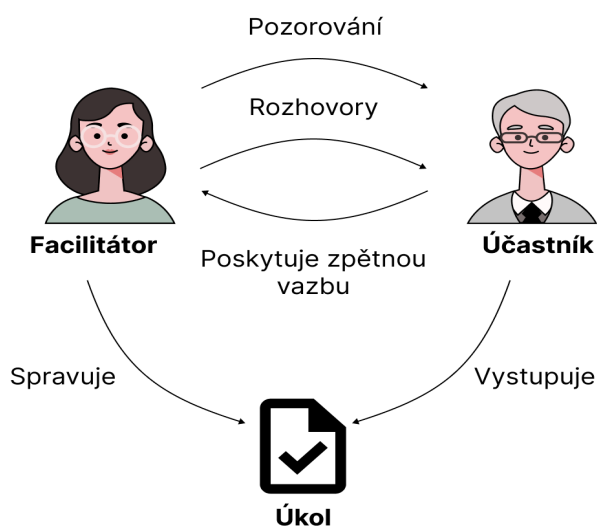 Pozorování
Rozhovory
Facilitátor
Účastník
Poskytuje zpětnou
vazbu
Spravuje
Vystupuje
Úkol